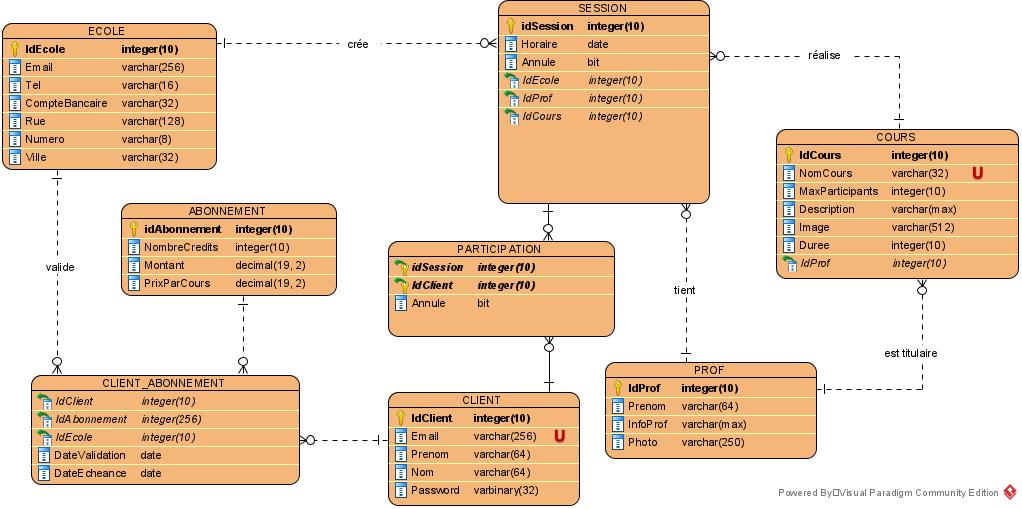 ECOLE
IdEcole integer(10)
Email varchar(256)
Tel varchar(16)
CompteBancaire varchar(32)
Rue varchar(128)
Numero varchar(8)
Ville varchar(32)
crée
SESSION
idSession integer(10)
Horaire date
Annule bit
IdEcole integer(10)
IdProf integer(10)
IdCours integer(10)
réalise
COURS
IdCours integer(10)
NomCours varchar(32) U
MaxParticipants integer(10)
Description varchar(max)
Image varchar(512)
Duree integer(10)
IdProf integer(10)
ABONNEMENT
idAbonnement integer(10)
NombreCredits integer(10)
Montant decimal(19, 2)
PrixParCours decimal(19, 2)
valide
PARTICIPATION
idSession integer(10)
IdClient integer(10)
Annule bit
tient
est titulaire
PROF
IdProf integer(10)
Prenom varchar(64)
InfoProf varchar(max)
Photo varchar(250)
CLIENT_ABONNEMENT
IdClient integer(10)
IdAbonnement integer(256)
IdEcole integer(10)
DateValidation date
DateEcheance date
CLIENT
IdClient integer(10)
Email varchar(256) U
Prenom varchar(64)
Nom varchar(64)
Password varbinary(32)
Powered By□Visual Paradigm Community Edition